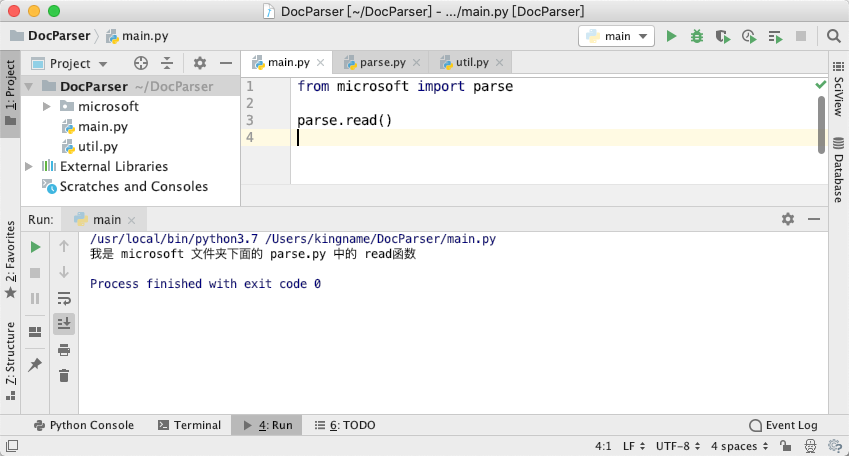 DocParser [~/DocParser] - .../main.py [DocParser]
DocParser main.py main
1: Project
Project
main.py parse.py util.py
DocParser ~/DocParser
microsoft
main.py
util.py
External Libraries
Scratches and Consoles
1 from microsoft import parse
2
3 parse.read()
4
SciView
Database
Run: main
/usr/local/bin/python3.7 /Users/kingname/DocParser/main.py
我是 microsoft 文件夹下面的 parse.py 中的 read函数
Process finished with exit code 0
2: Favorites
Z: Structure
Python Console Terminal 4: Run 6: TODO Event Log
4:1 LF UTF-8 4 spaces